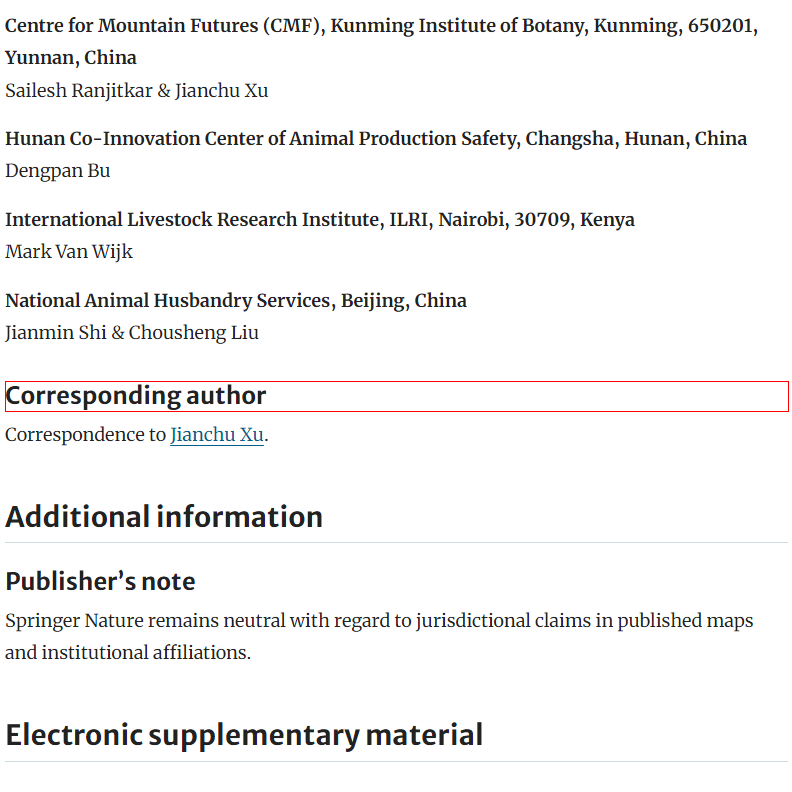 Centre for Mountain Futures (CMF), Kunming Institute of Botany, Kunming, 650201,
Yunnan, China
Sailesh Ranjitkar & Jianchu Xu
Hunan Co-Innovation Center of Animal Production Safety, Changsha, Hunan, China
Dengpan Bu
International Livestock Research Institute, ILRI, Nairobi, 30709, Kenya
Mark Van Wijk
National Animal Husbandry Services, Beijing, China
Jianmin Shi & Chousheng Liu
Corresponding author
Correspondence to Jianchu Xu.
Additional information
Publisher’s note
Springer Nature remains neutral with regard to jurisdictional claims in published maps
and institutional affiliations.
Electronic supplementary material